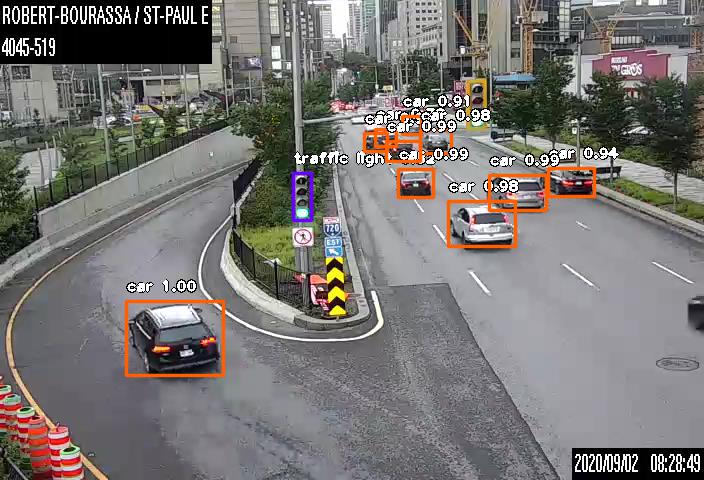 ROBERT-BOURASSA / ST-PAUL E
4045-519
car 0.91
car 0.98
car 0.99
car 0.99
traffic ligh
car 0.99
car 0.94
car 0.98
720
EST
car 1.00
GROS
2020/09/02 08:28:49